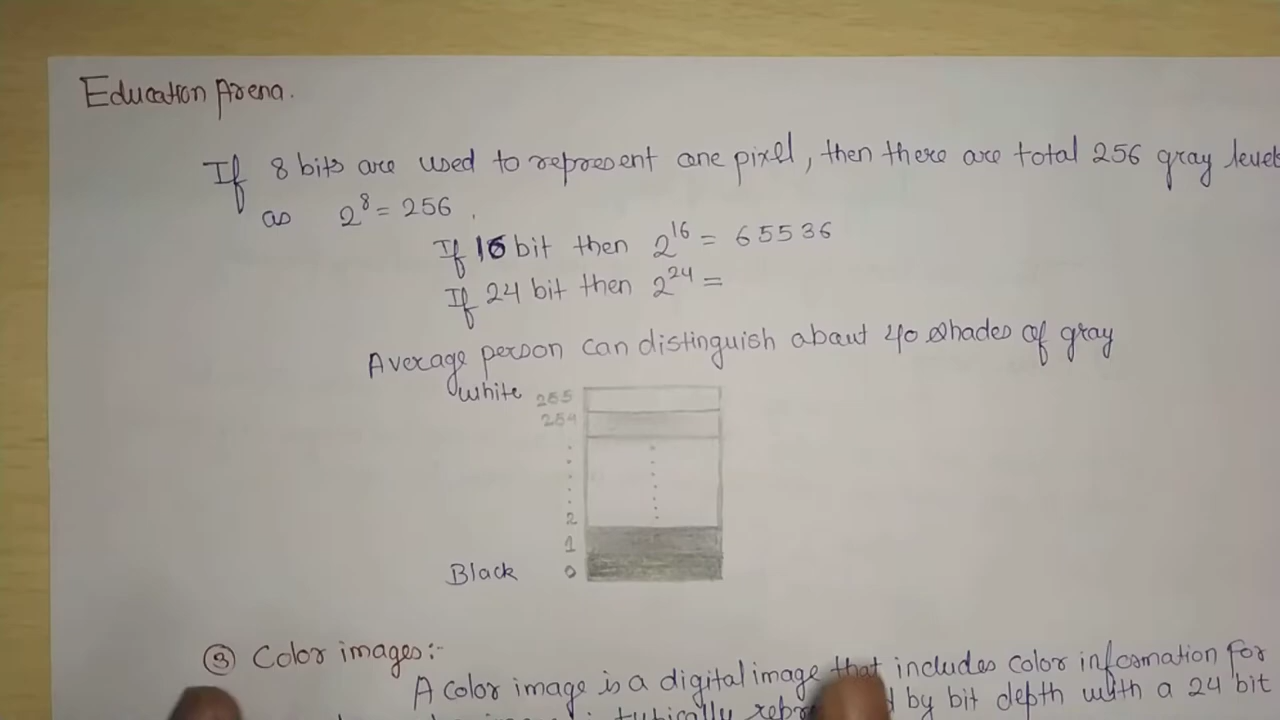 Education Arena.
If 8 bits are used to represent one pixel, then there are total 256 gray levels
as 2^8 = 256.
If 16 bit then 2^16 = 65536
If 24 bit then 2^24 =
Average person can distinguish about 40 shades of gray
White 255
254
2
1
Black 0
③ Color images:-
A color image is a digital image that includes color information for
typically by bit depth with a 24 bit